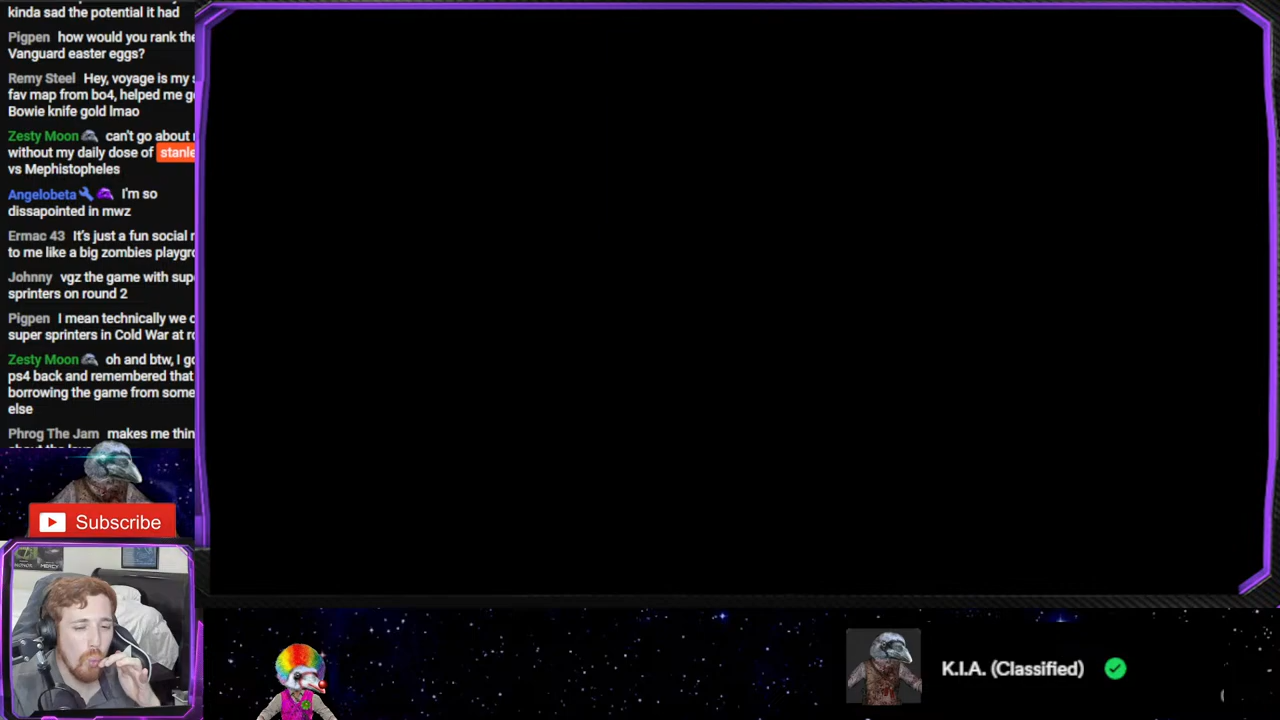 kinda sad the potential it had
Pigpen how would you rank the
Vanguard easter eggs?
Remy Steel Hey, voyage is my
fav map from bo4, helped me
Bowie knife gold lmao
Zesty Moon can't go about
without my daily dose of
vs Mephistopheles
Angelobeta I'm so
dissapointed in mwz
Ermac 43 It's just a fun social
to me like a big zombies
Johnny vgz the game with
sprinters on round 2
Pigpen I mean technically we
super sprinters in Cold War at
Zesty Moon oh and btw, I
ps4 back and remembered that
borrowing the game from
else
Phrog The Jam makes me
Subscribe
HONOR
MERCY
K.I.A. (Classified)